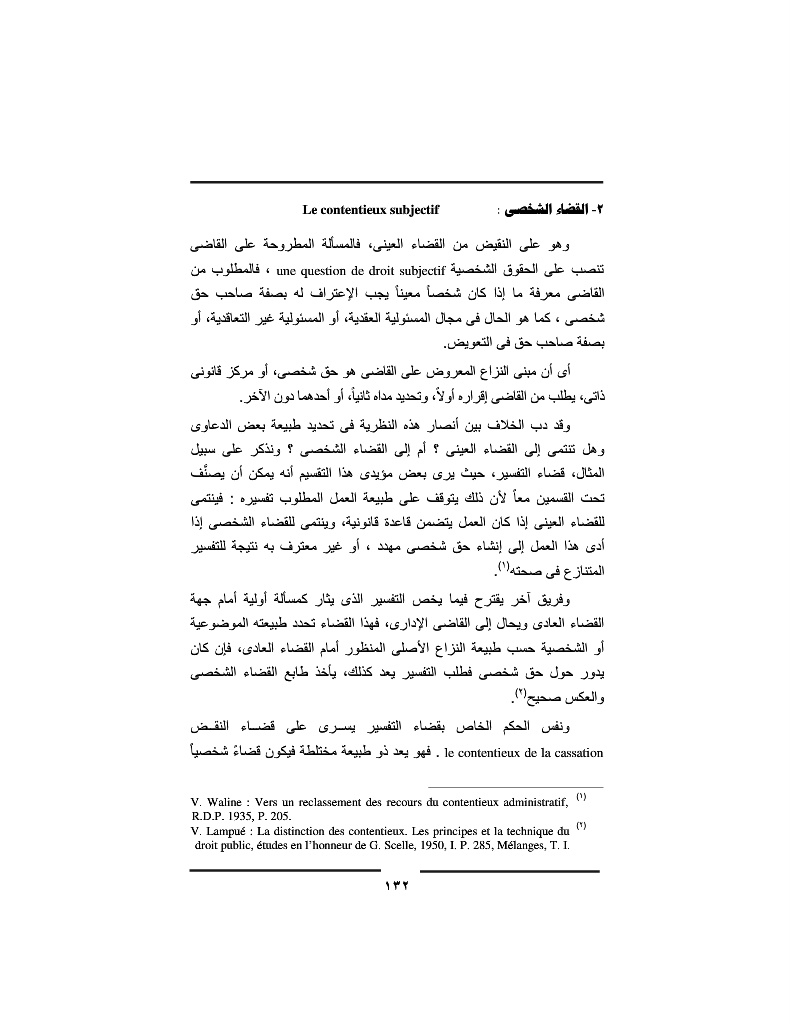 ٢- القضاء الشخصى : Le contentieux subjectif
وهو على النقيض من القضاء العينى، فالمسألة المطروحة على القاضى
تنصب على الحقوق الشخصية une question de droit subjectif ، فالمطلوب من
القاضى معرفة ما إذا كان شخصاً معيناً يجب الإعتراف له بصفة صاحب حق
شخصى ، كما هو الحال فى مجال المسئولية العقدية، أو المسئولية غير التعاقدية، أو
بصفة صاحب حق فى التعويض.
أى أن مبنى النزاع المعروض على القاضى هو حق شخصى، أو مركز قانونى
ذاتى، يطلب من القاضى إقراره أولاً، وتحديد مداه ثانياً، أو أحدهما دون الآخر.
وقد دب الخلاف بين أنصار هذه النظرية فى تحديد طبيعة بعض الدعاوى
وهل تنتمى إلى القضاء العينى ؟ أم إلى القضاء الشخصى ؟ ونذكر على سبيل
المثال، قضاء التفسير، حيث يرى بعض مؤيدى هذا التقسيم أنه يمكن أن يصنَّف
تحت القسمين معاً لأن ذلك يتوقف على طبيعة العمل المطلوب تفسيره : فينتمى
للقضاء العينى إذا كان العمل يتضمن قاعدة قانونية، وينتمى للقضاء الشخصى إذا
أدى هذا العمل إلى إنشاء حق شخصى مهدد ، أو غير معترف به نتيجة للتفسير
المتنازع فى صحته(١).
وفريق آخر يقترح فيما يخص التفسير الذى يثار كمسألة أولية أمام جهة
القضاء العادى ويحال إلى القاضى الإدارى، فهذا القضاء تحدد طبيعته الموضوعية
أو الشخصية حسب طبيعة النزاع الأصلى المنظور أمام القضاء العادى، فإن كان
يدور حول حق شخصى فطلب التفسير يعد كذلك، يأخذ طابع القضاء الشخصى
والعكس صحيح(٢).
ونفس الحكم الخاص بقضاء التفسير يســرى على قضــاء النقــض
le contentieux de la cassation . فهو يعد ذو طبيعة مختلطة فيكون قضاءً شخصياً
(١) V. Waline : Vers un reclassement des recours du contentieux administratif,
R.D.P. 1935, P. 205.
(٢) V. Lampué : La distinction des contentieux. Les principes et la technique du
droit public, études en l’honneur de G. Scelle, 1950, I. P. 285, Mélanges, T. I.
١٣٢